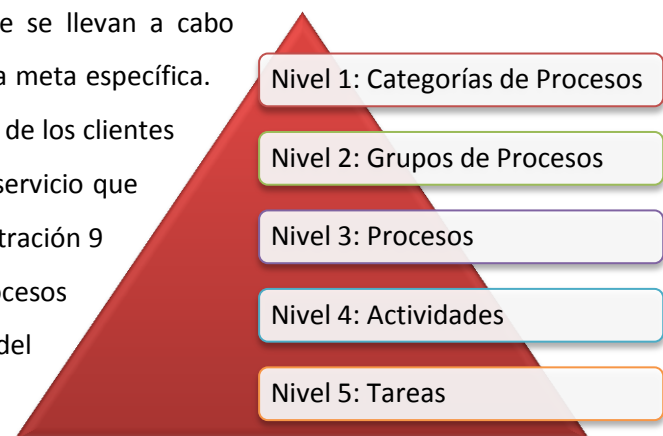 e se llevan a cabo
a meta específica.
de los clientes
servicio que
tración 9
ocesos
del
Nivel 1: Categorías de Procesos
Nivel 2: Grupos de Procesos
Nivel 3: Procesos
Nivel 4: Actividades
Nivel 5: Tareas